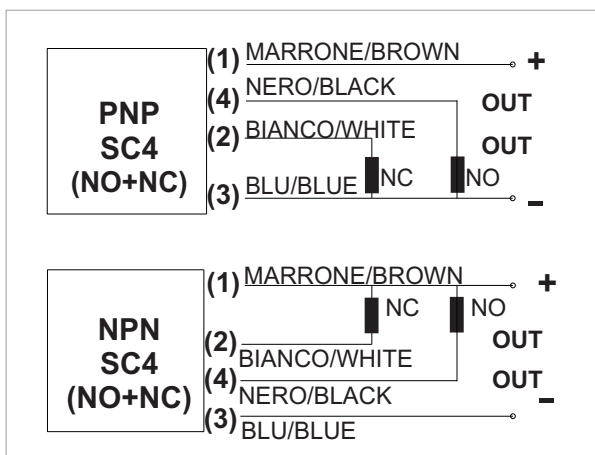 (1) MARRONE/BROWN +
(4) NERO/BLACK OUT
PNP
SC4
(NO+NC)
(2) BIANCO/WHITE OUT
NC NO
(3) BLU/BLUE -
(1) MARRONE/BROWN +
NC NO
NPN
SC4
(NO+NC)
(2) BIANCO/WHITE OUT
(4) NERO/BLACK OUT
(3) BLU/BLUE -